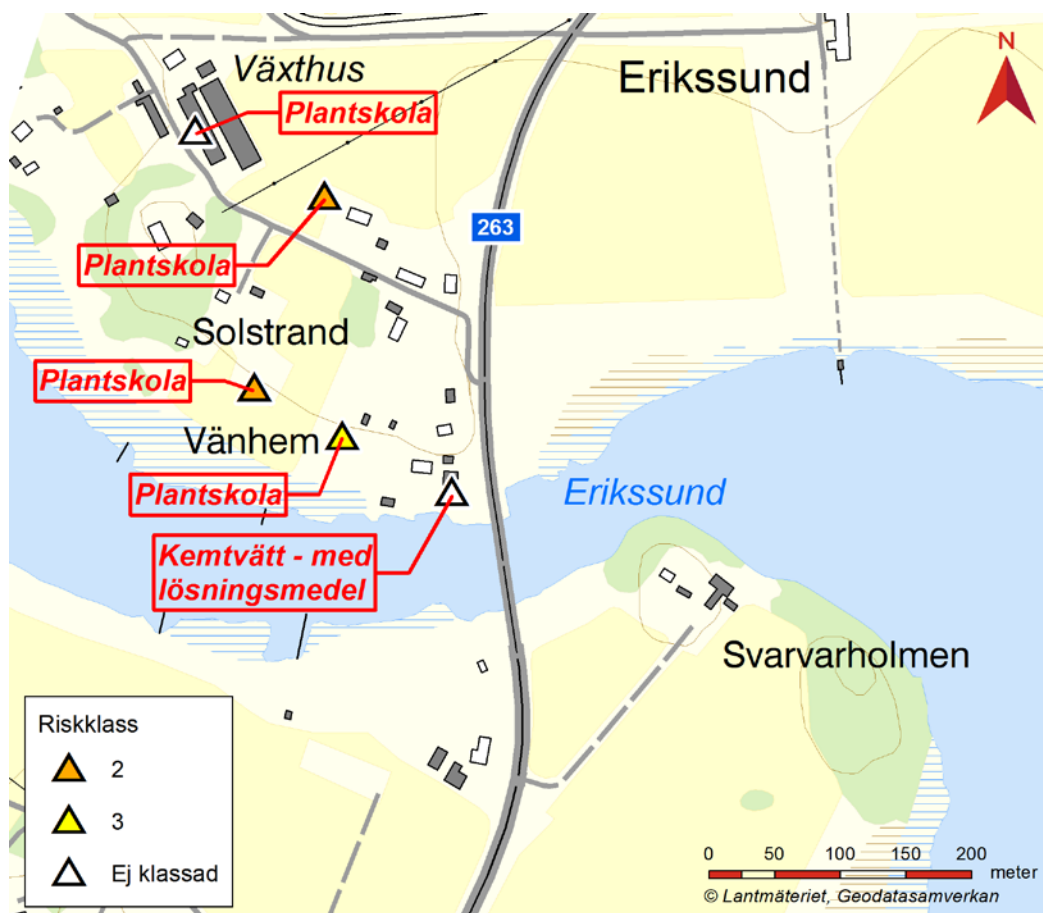 Växthus
Erikssund
N
Plantskola
263
Plantskola
Solstrand
Plantskola
Vänhem
Plantskola
Erikssund
Kemtvätt - med
lösningsmedel
Svarvarholmen
Riskklass
2
3
Ej klassad
0 50 100 150 200
meter
© Lantmäteriet, Geodatasamverkan